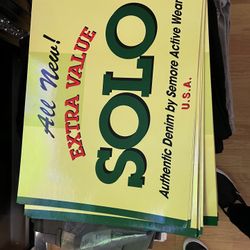 All New!
EXTRA VALUE
SOLO
Authentic Denim by Semore Active Wear
U.S.A.